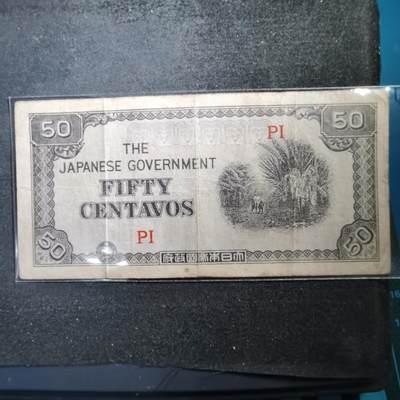 50
50
PI
THE
JAPANESE GOVERNMENT
FIFTY
CENTAVOS
PI
50
50
府政國帝本日大